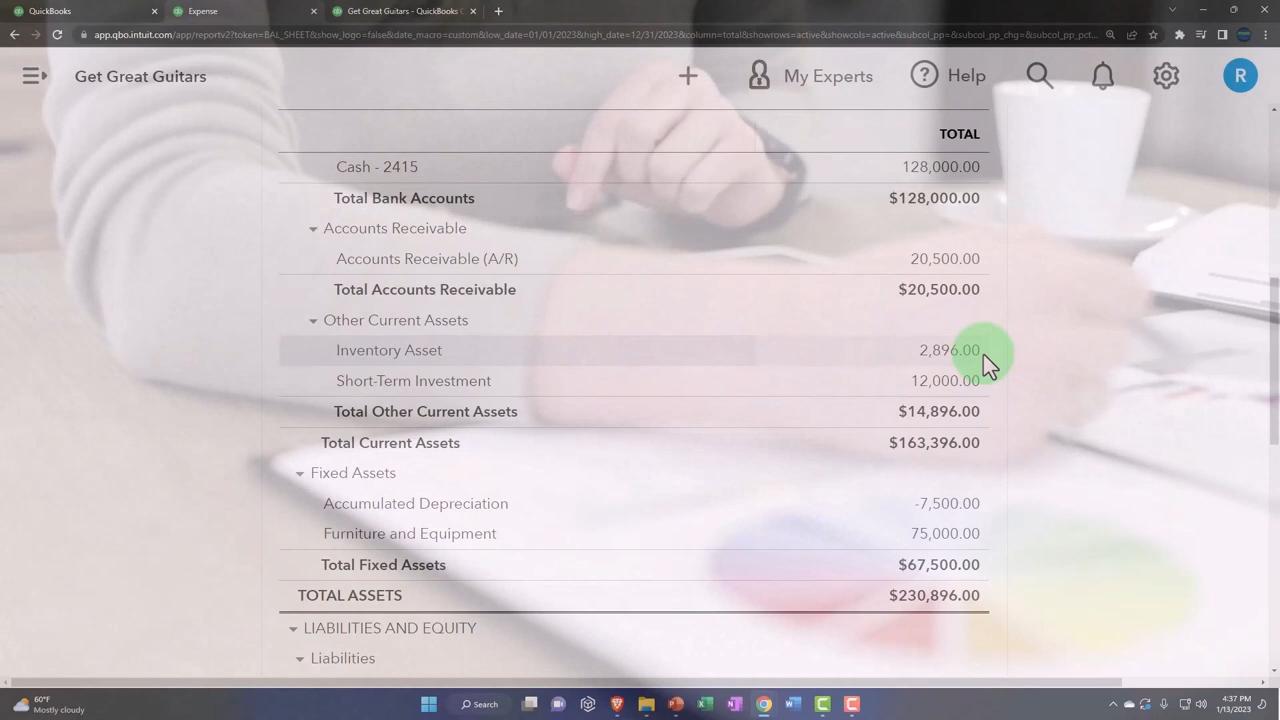 QuickBooks
Expense
Get Great Guitars - QuickBooks
app.qbo.intuit.com/app/reportv2?token=BAL_SHEET&show_logo=false&date_macro=custom&low_date=01/01/2023&high_date=12/31/2023&column=total&showrows=active&showcols=active&subcol_pp=&subcol_pp_chg=&subcol_pp_pct...
Get Great Guitars
My Experts
Help
R
TOTAL
Cash - 2415 128,000.00
Total Bank Accounts $128,000.00
Accounts Receivable
Accounts Receivable (A/R) 20,500.00
Total Accounts Receivable $20,500.00
Other Current Assets
Inventory Asset 2,896.00
Short-Term Investment 12,000.00
Total Other Current Assets $14,896.00
Total Current Assets $163,396.00
Fixed Assets
Accumulated Depreciation -7,500.00
Furniture and Equipment 75,000.00
Total Fixed Assets $67,500.00
TOTAL ASSETS $230,896.00
LIABILITIES AND EQUITY
Liabilities
60°F
Mostly cloudy
Search
4:37 PM
1/13/2023